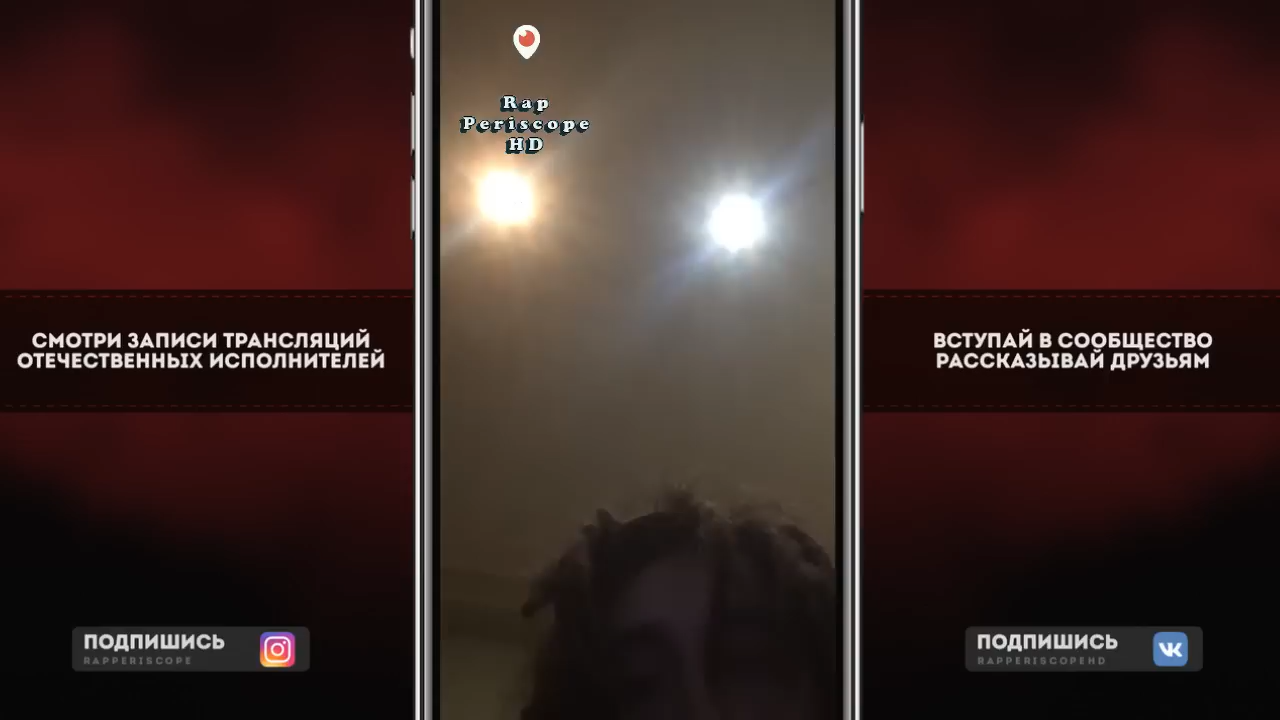 Rap
Periscope
HD
СМОТРИ ЗАПИСИ ТРАНСЛЯЦИЙ
ОТЕЧЕСТВЕННЫХ ИСПОЛНИТЕЛЕЙ
ВСТУПАЙ В СООБЩЕСТВО
РАССКАЗЫВАЙ ДРУЗЬЯМ
ПОДПИШИСЬ
RAPPERISCOPE
ПОДПИШИСЬ
RAPPERISCOPEHD